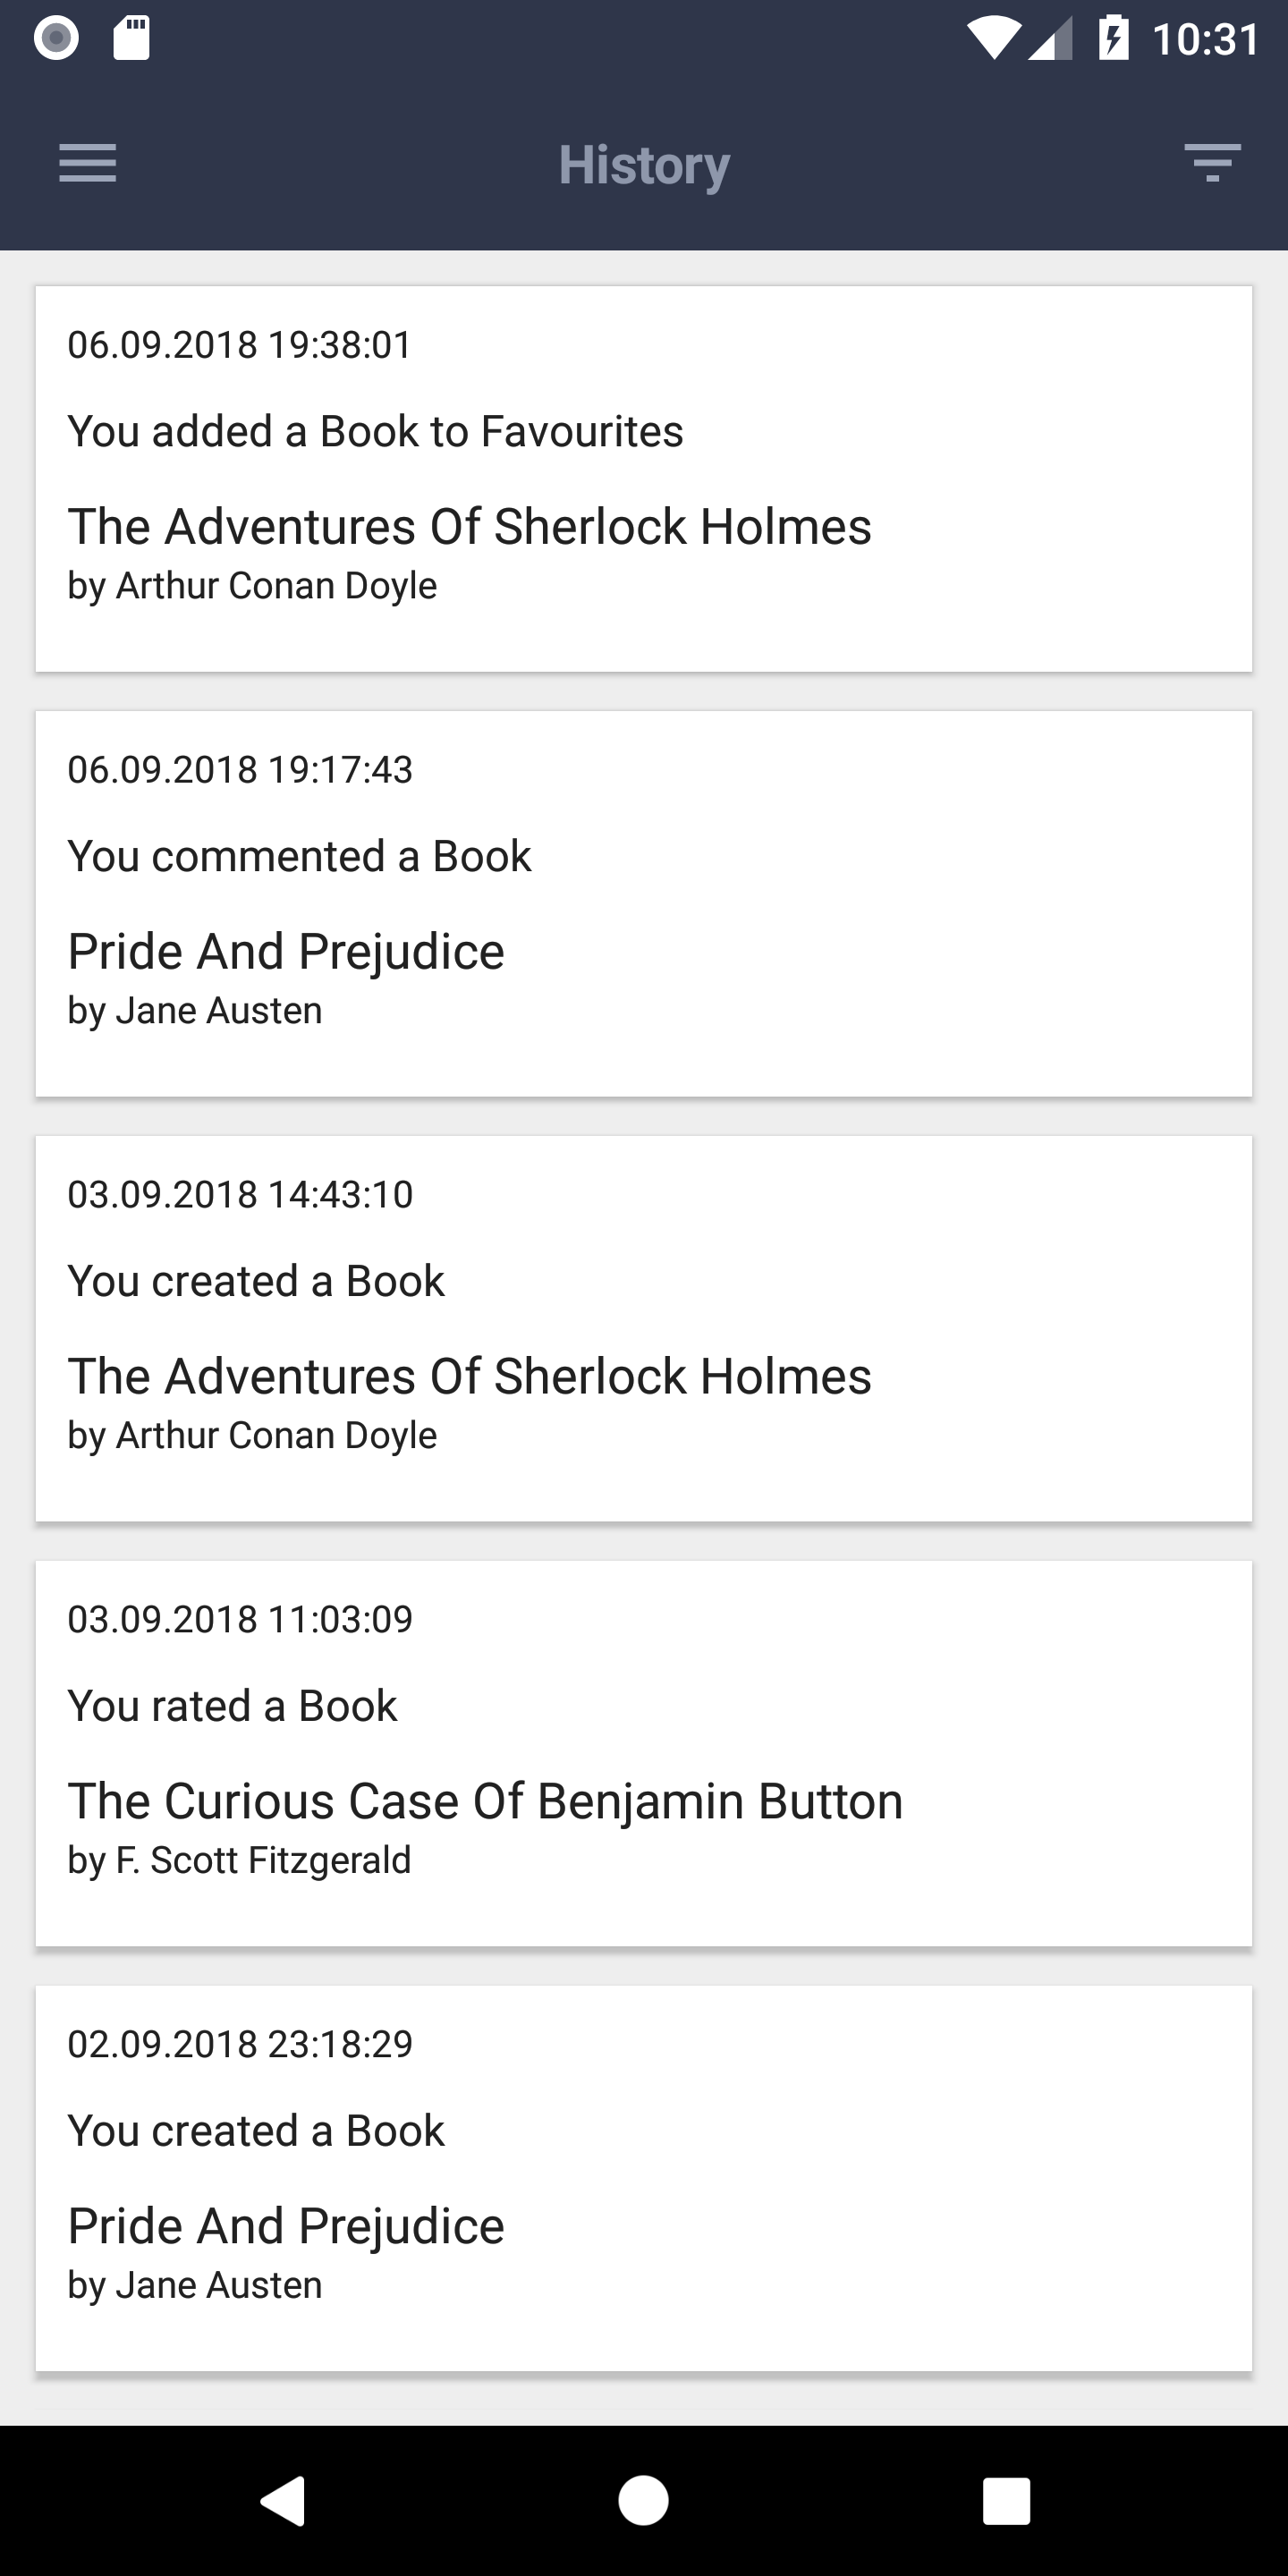 10:31
History
06.09.2018 19:38:01
You added a Book to Favourites
The Adventures Of Sherlock Holmes
by Arthur Conan Doyle
06.09.2018 19:17:43
You commented a Book
Pride And Prejudice
by Jane Austen
03.09.2018 14:43:10
You created a Book
The Adventures Of Sherlock Holmes
by Arthur Conan Doyle
03.09.2018 11:03:09
You rated a Book
The Curious Case Of Benjamin Button
by F. Scott Fitzgerald
02.09.2018 23:18:29
You created a Book
Pride And Prejudice
by Jane Austen